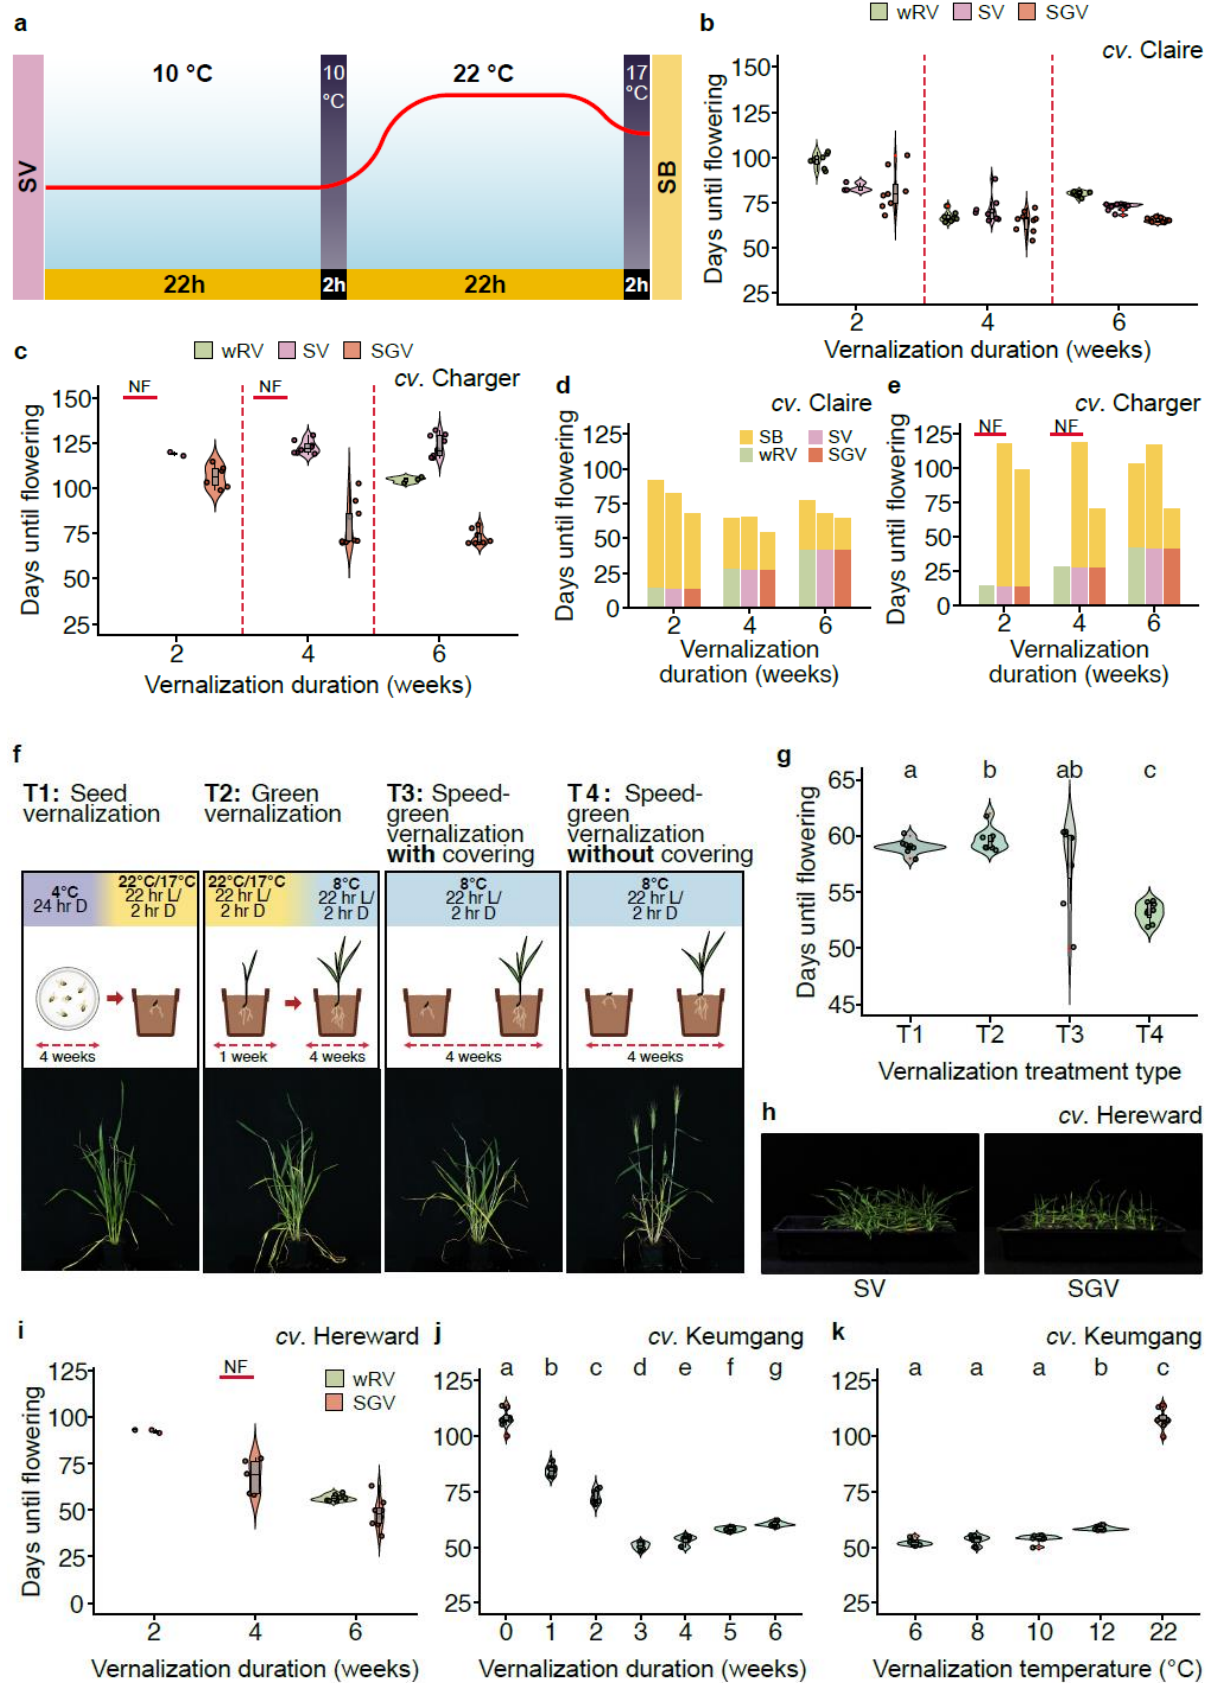 a
10 °C
10
°C
22 °C
17
°C
SV
SB
22h
2h
22h
2h
b
wRV
SV
SGV
cv. Claire
Days until flowering
150
125
100
75
50
25
2
4
6
Vernalization duration (weeks)
c
wRV
SV
SGV
cv. Charger
NF
NF
Days until flowering
150
125
100
75
50
25
2
4
6
Vernalization duration (weeks)
d
cv. Claire
SB
SV
wRV
SGV
Days until flowering
125
100
75
50
25
0
2
4
6
Vernalization
duration (weeks)
e
cv. Charger
NF
NF
Days until flowering
125
100
75
50
25
0
2
4
6
Vernalization
duration (weeks)
f
T1: Seed
vernalization
T2: Green
vernalization
T3: Speed-
green
vernalization
with covering
T4: Speed-
green
vernalization
without covering
4°C
24 hr D
22°C/17°C
22 hr L/
2 hr D
22°C/17°C
22 hr L/
2 hr D
8°C
22 hr L/
2 hr D
8°C
22 hr L/
2 hr D
8°C
22 hr L/
2 hr D
4 weeks
1 week
4 weeks
4 weeks
4 weeks
g
a
b
ab
c
Days until flowering
65
60
55
50
45
T1
T2
T3
T4
Vernalization treatment type
h
cv. Hereward
SV
SGV
i
cv. Hereward
NF
wRV
SGV
Days until flowering
125
100
75
50
25
0
2
4
6
Vernalization duration (weeks)
j
cv. Keumgang
a
b
c
d
e
f
g
125
100
75
50
25
0
1
2
3
4
5
6
Vernalization duration (weeks)
k
cv. Keumgang
a
a
a
b
c
125
100
75
50
25
6
8
10
12
22
Vernalization temperature (°C)